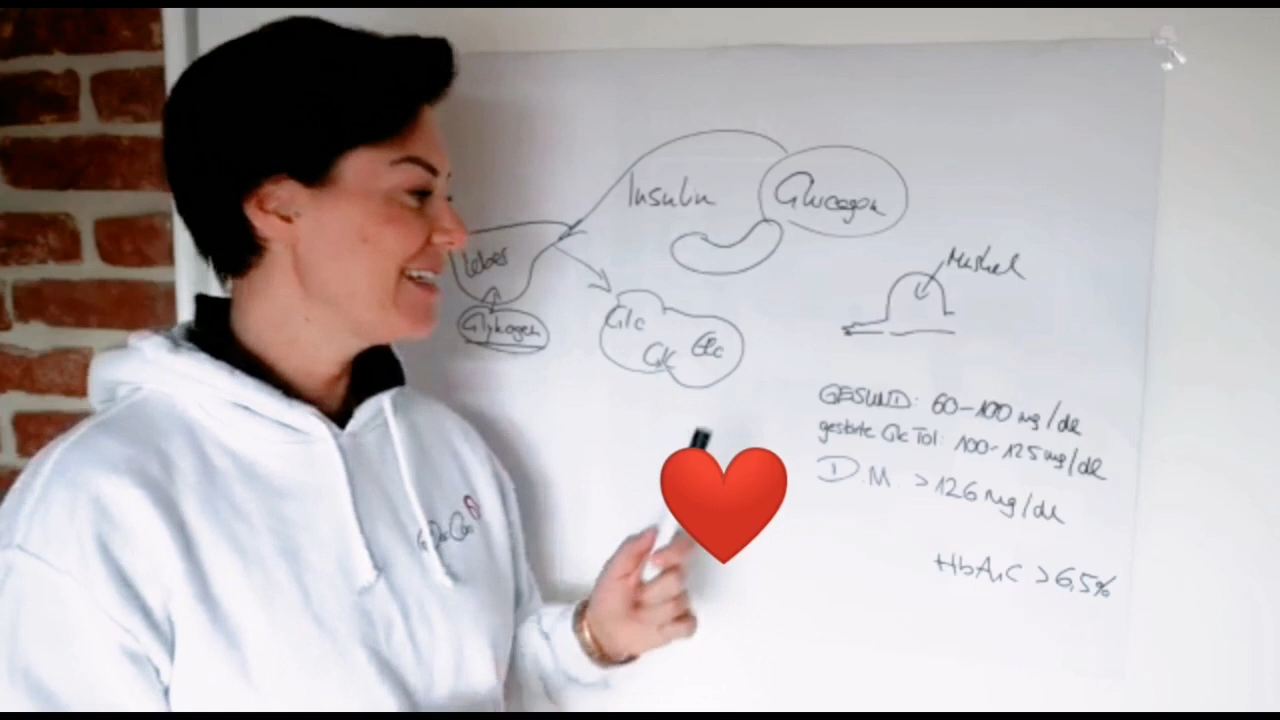 Insulin
Glucagon
Leber
Glykogen
Glc
Glc
Glc
Muskel
GESUND: 60-100 mg/dl
gestörte Glc Tol: 100-125 mg/dl
D.M. >126 mg/dl
HbA1c >6,5%